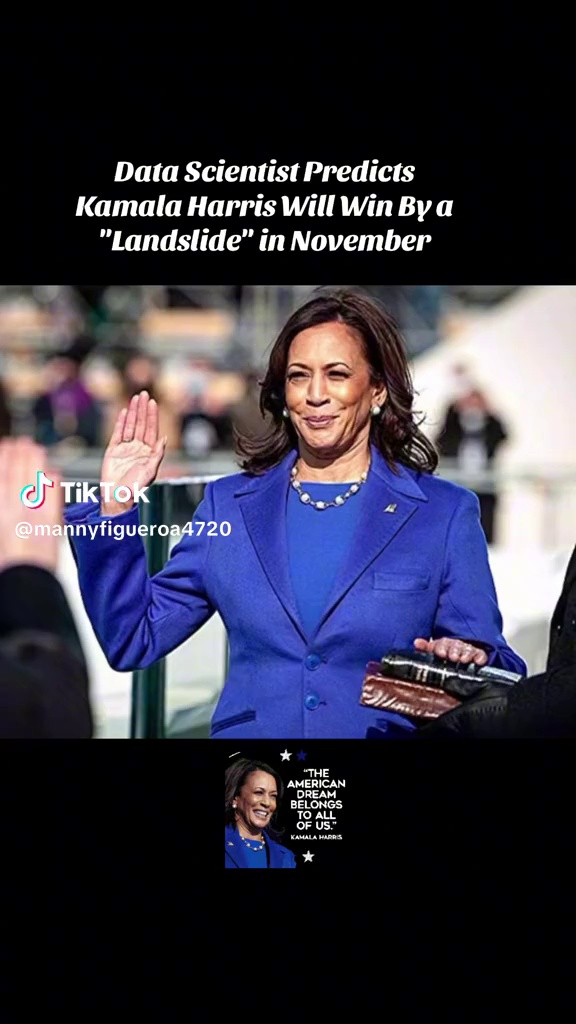 Data Scientist Predicts
Kamala Harris Will Win By a
"Landslide" in November
TikTok
@mannyfigueroa4720
"THE
AMERICAN
DREAM
BELONGS
TO ALL
OF US."
KAMALA HARRIS